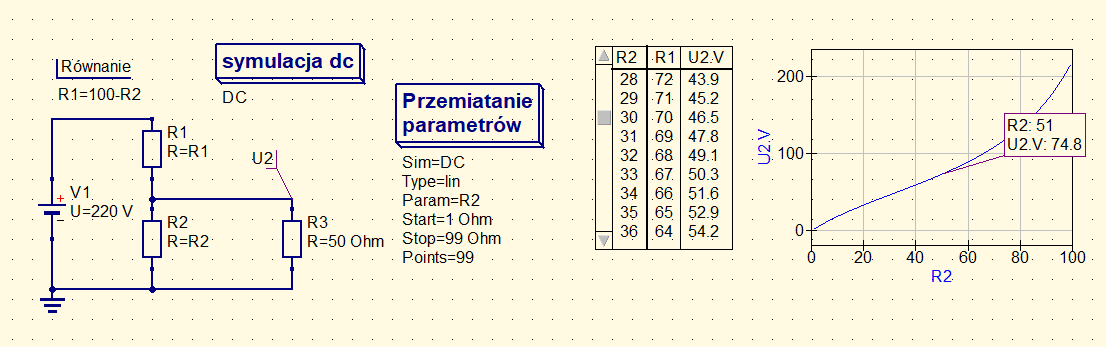 Równanie
R1=100-R2
symulacja dc
DC
Przemiatanie
parametrów
Sim=DC
Type=lin
Param=R2
Start=1 Ohm
Stop=99 Ohm
Points=99
R1
R=R1
U2
V1
U=220 V
+
−
R2
R=R2
R3
R=50 Ohm
R2 R1 U2.V
28 72 43.9
29 71 45.2
30 70 46.5
31 69 47.8
32 68 49.1
33 67 50.3
34 66 51.6
35 65 52.9
36 64 54.2
U2.V
200
100
0
R2: 51
U2.V: 74.8
0 20 40 60 80 100
R2